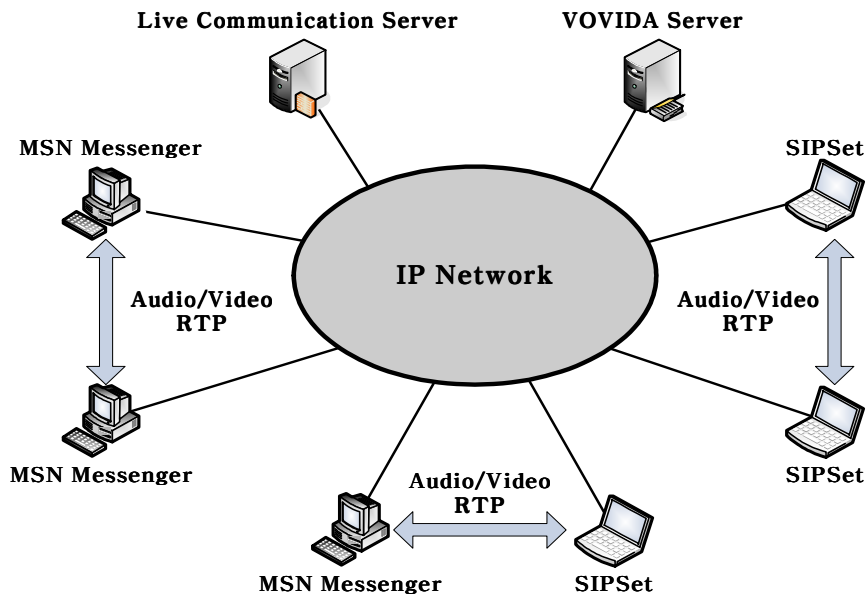 Live Communication Server
VOVIDA Server
MSN Messenger
SIPSet
IP Network
Audio/Video
RTP
Audio/Video
RTP
MSN Messenger
SIPSet
Audio/Video
RTP
MSN Messenger
SIPSet